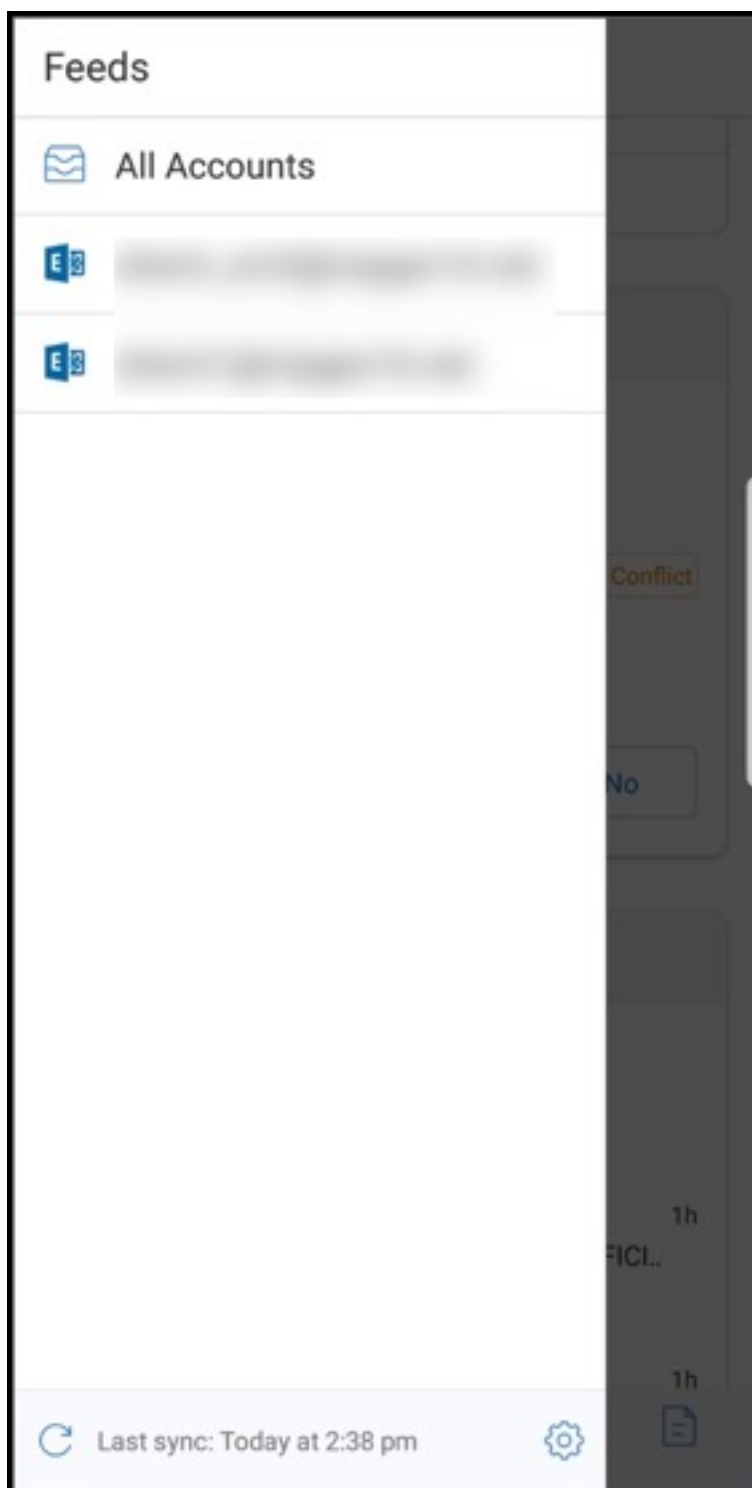 Feeds
All Accounts
Conflict
No
1h
FICI..
1h
Last sync: Today at 2:38 pm